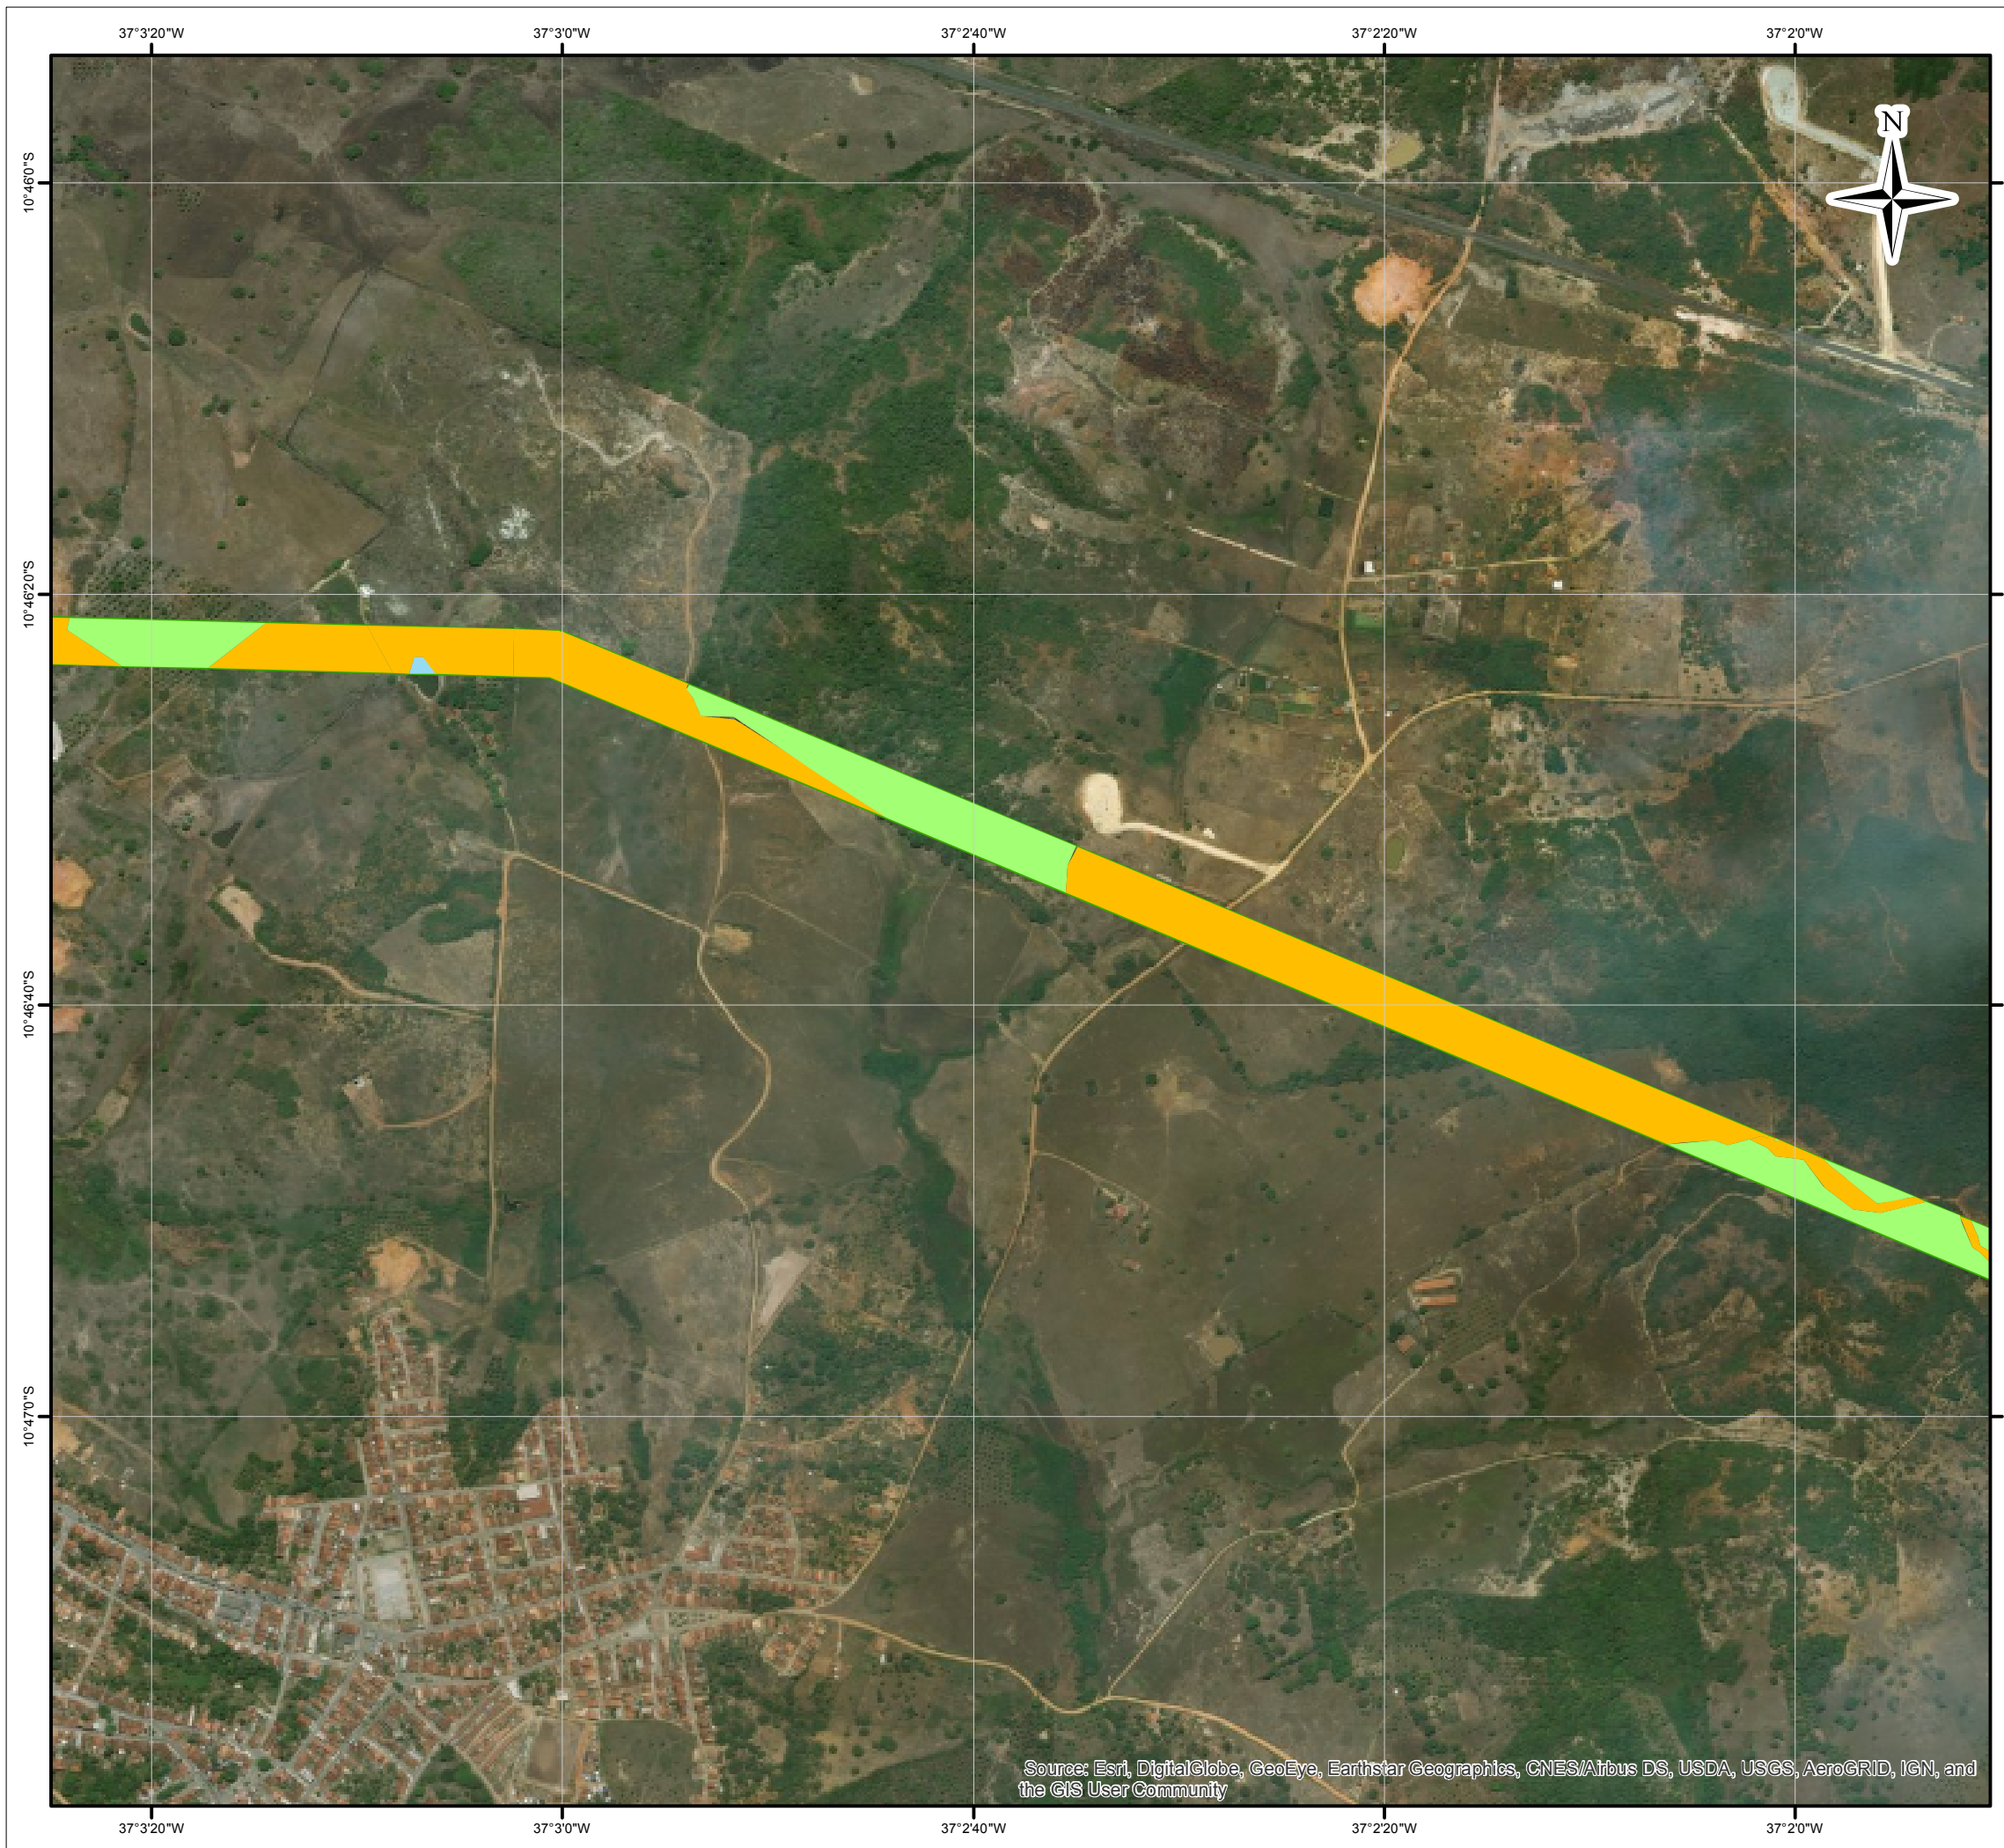 37°3'20"W 37°3'0"W 37°2'40"W 37°2'20"W 37°2'0"W
N
10°46'0"S
10°46'20"S
10°46'40"S
10°47'0"S
Source: Esri, DigitalGlobe, GeoEye, Earthstar Geographics, CNES/Airbus DS, USDA, USGS, AeroGRID, IGN, and
the GIS User Community
37°3'20"W 37°3'0"W 37°2'40"W 37°2'20"W 37°2'0"W